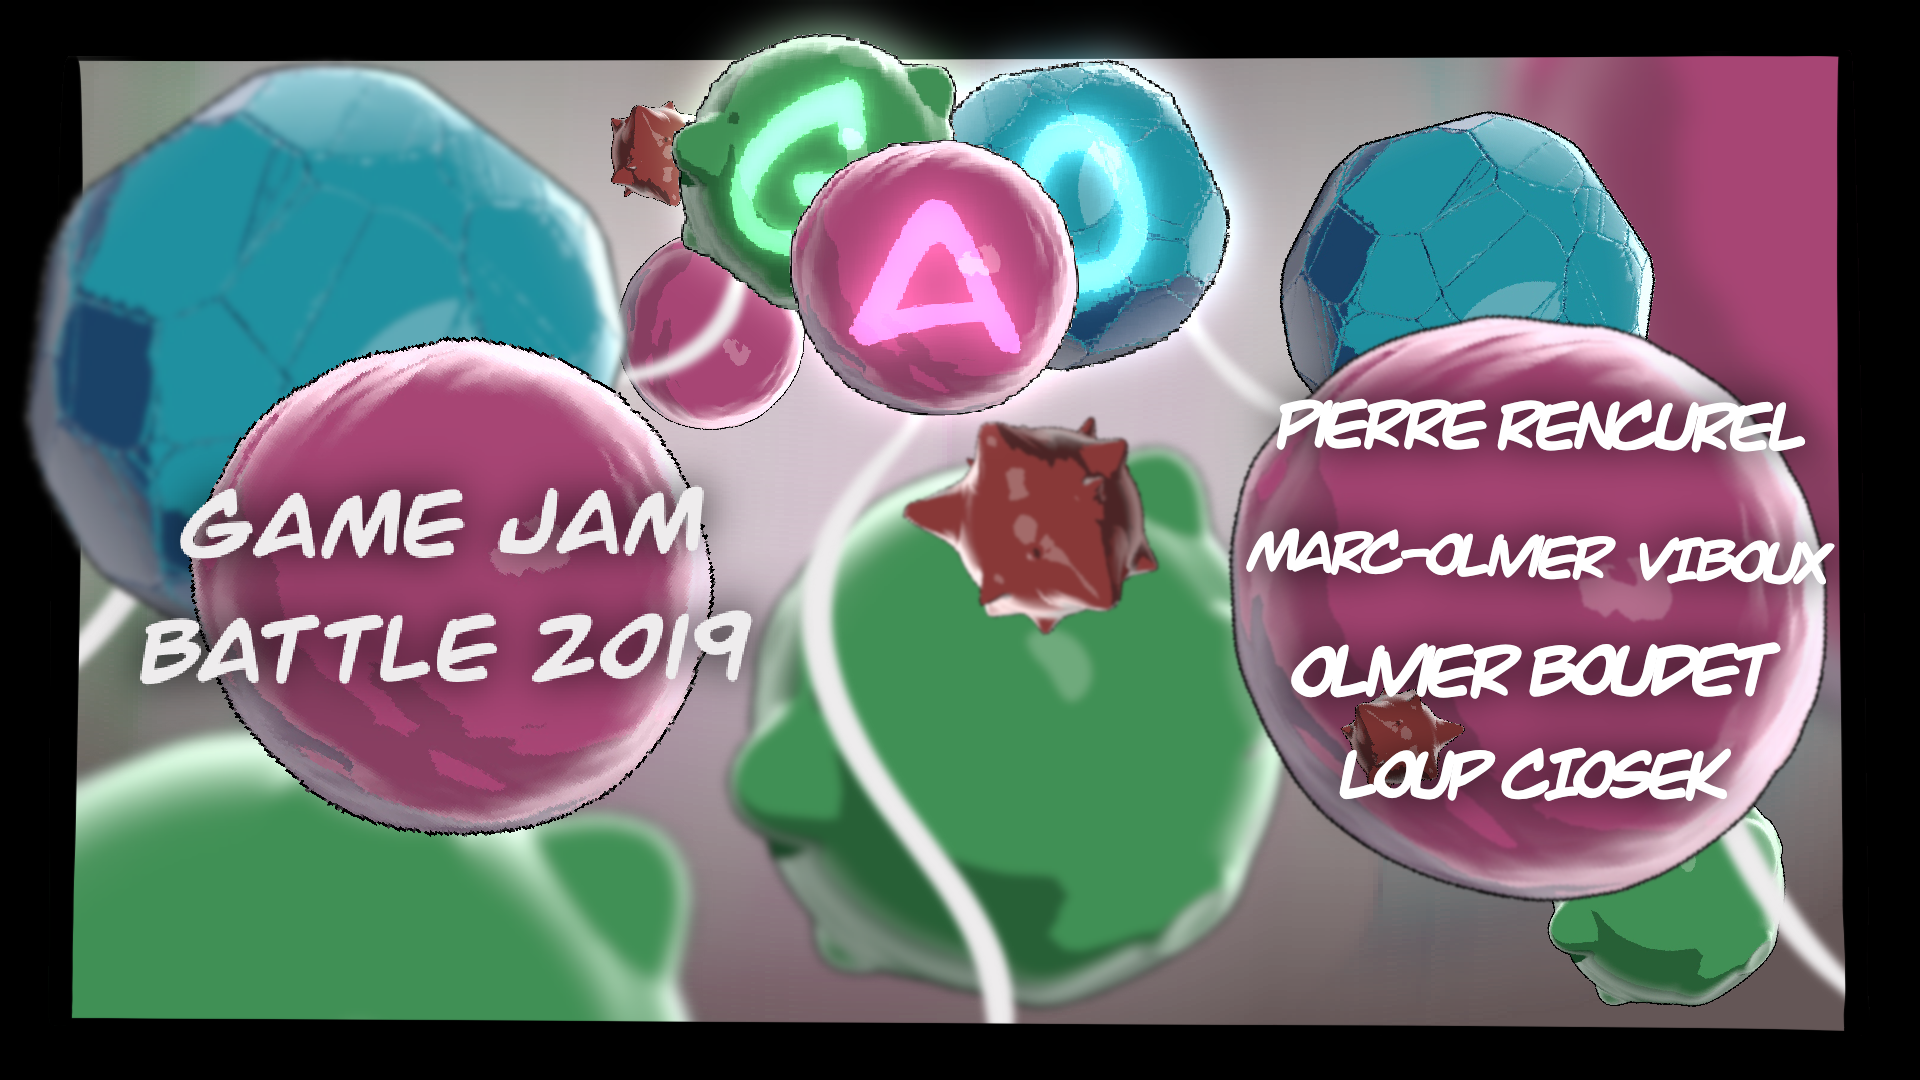 GAO
GAME JAM
BATTLE 2019
PIERRE RENCUREL
MARC-OLIVIER VIBOUX
OLIVIER BOUDET
LOUP CIOSEK